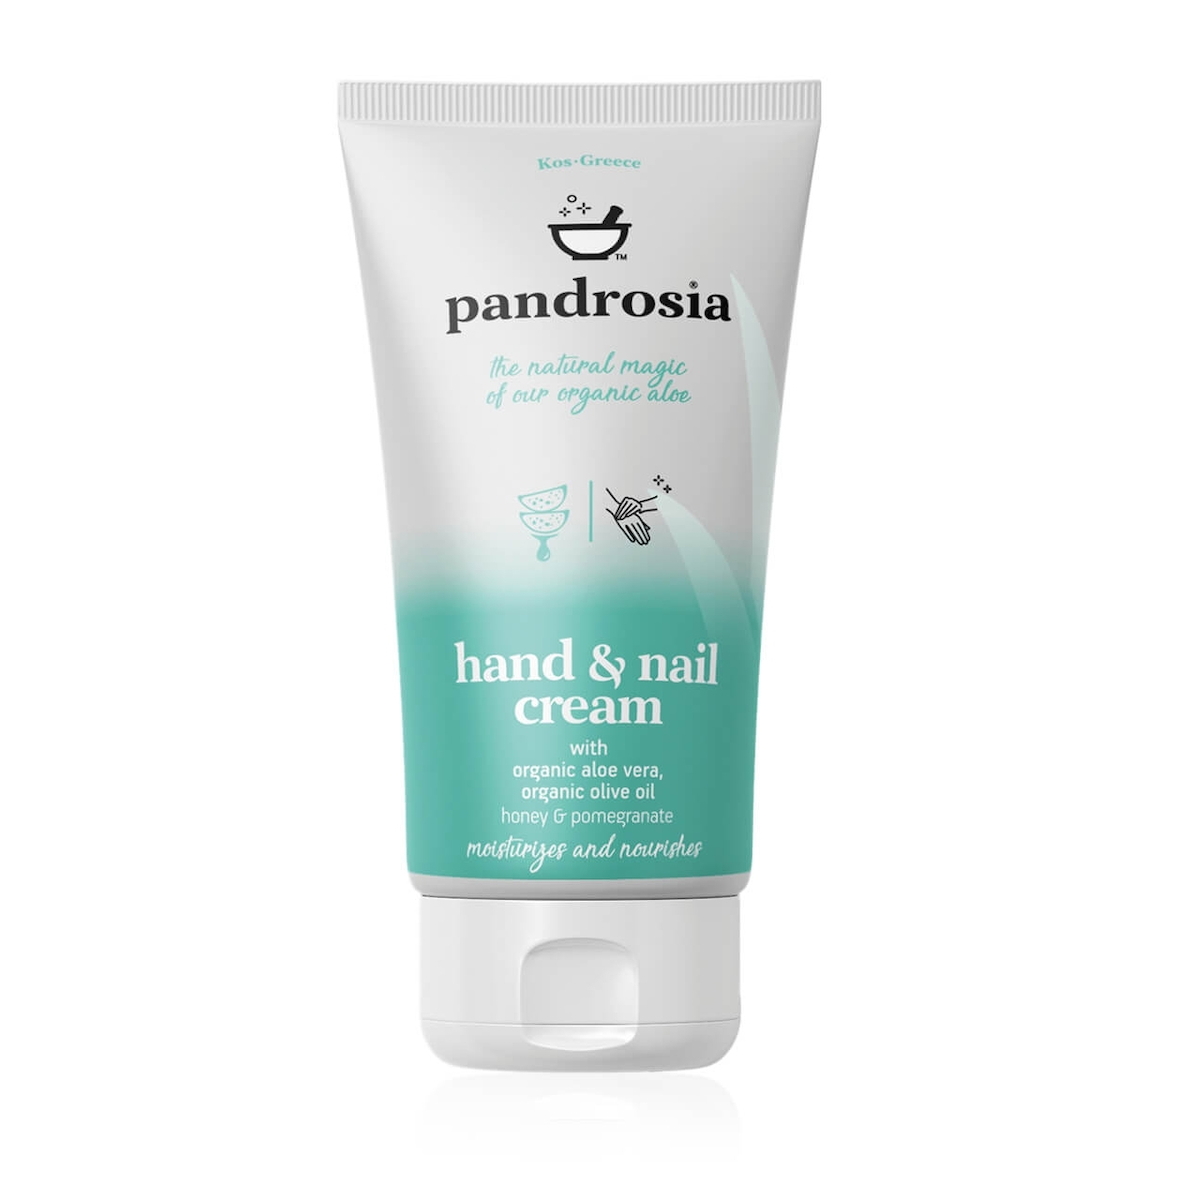 Kos·Greece
TM
pandrosia®
the natural magic
of our organic aloe
hand & nail
cream
with
organic aloe vera,
organic olive oil
honey & pomegranate
moisturizes and nourishes